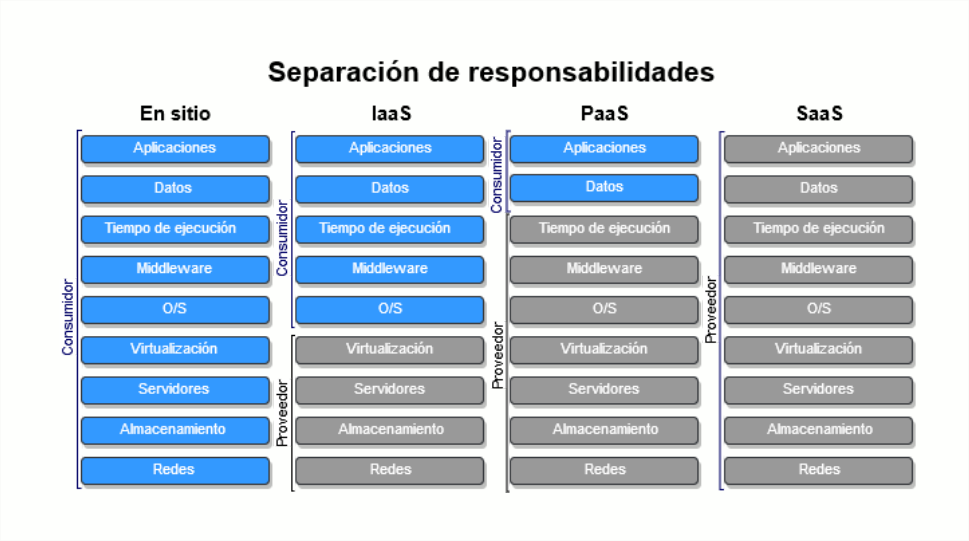 Separación de responsabilidades
En sitio
IaaS
PaaS
SaaS
Consumidor
Aplicaciones
Datos
Tiempo de ejecución
Middleware
O/S
Virtualización
Servidores
Almacenamiento
Redes
Consumidor
Proveedor
Aplicaciones
Datos
Tiempo de ejecución
Middleware
O/S
Virtualización
Servidores
Almacenamiento
Redes
Consumidor
Proveedor
Aplicaciones
Datos
Tiempo de ejecución
Middleware
O/S
Virtualización
Servidores
Almacenamiento
Redes
Proveedor
Aplicaciones
Datos
Tiempo de ejecución
Middleware
O/S
Virtualización
Servidores
Almacenamiento
Redes